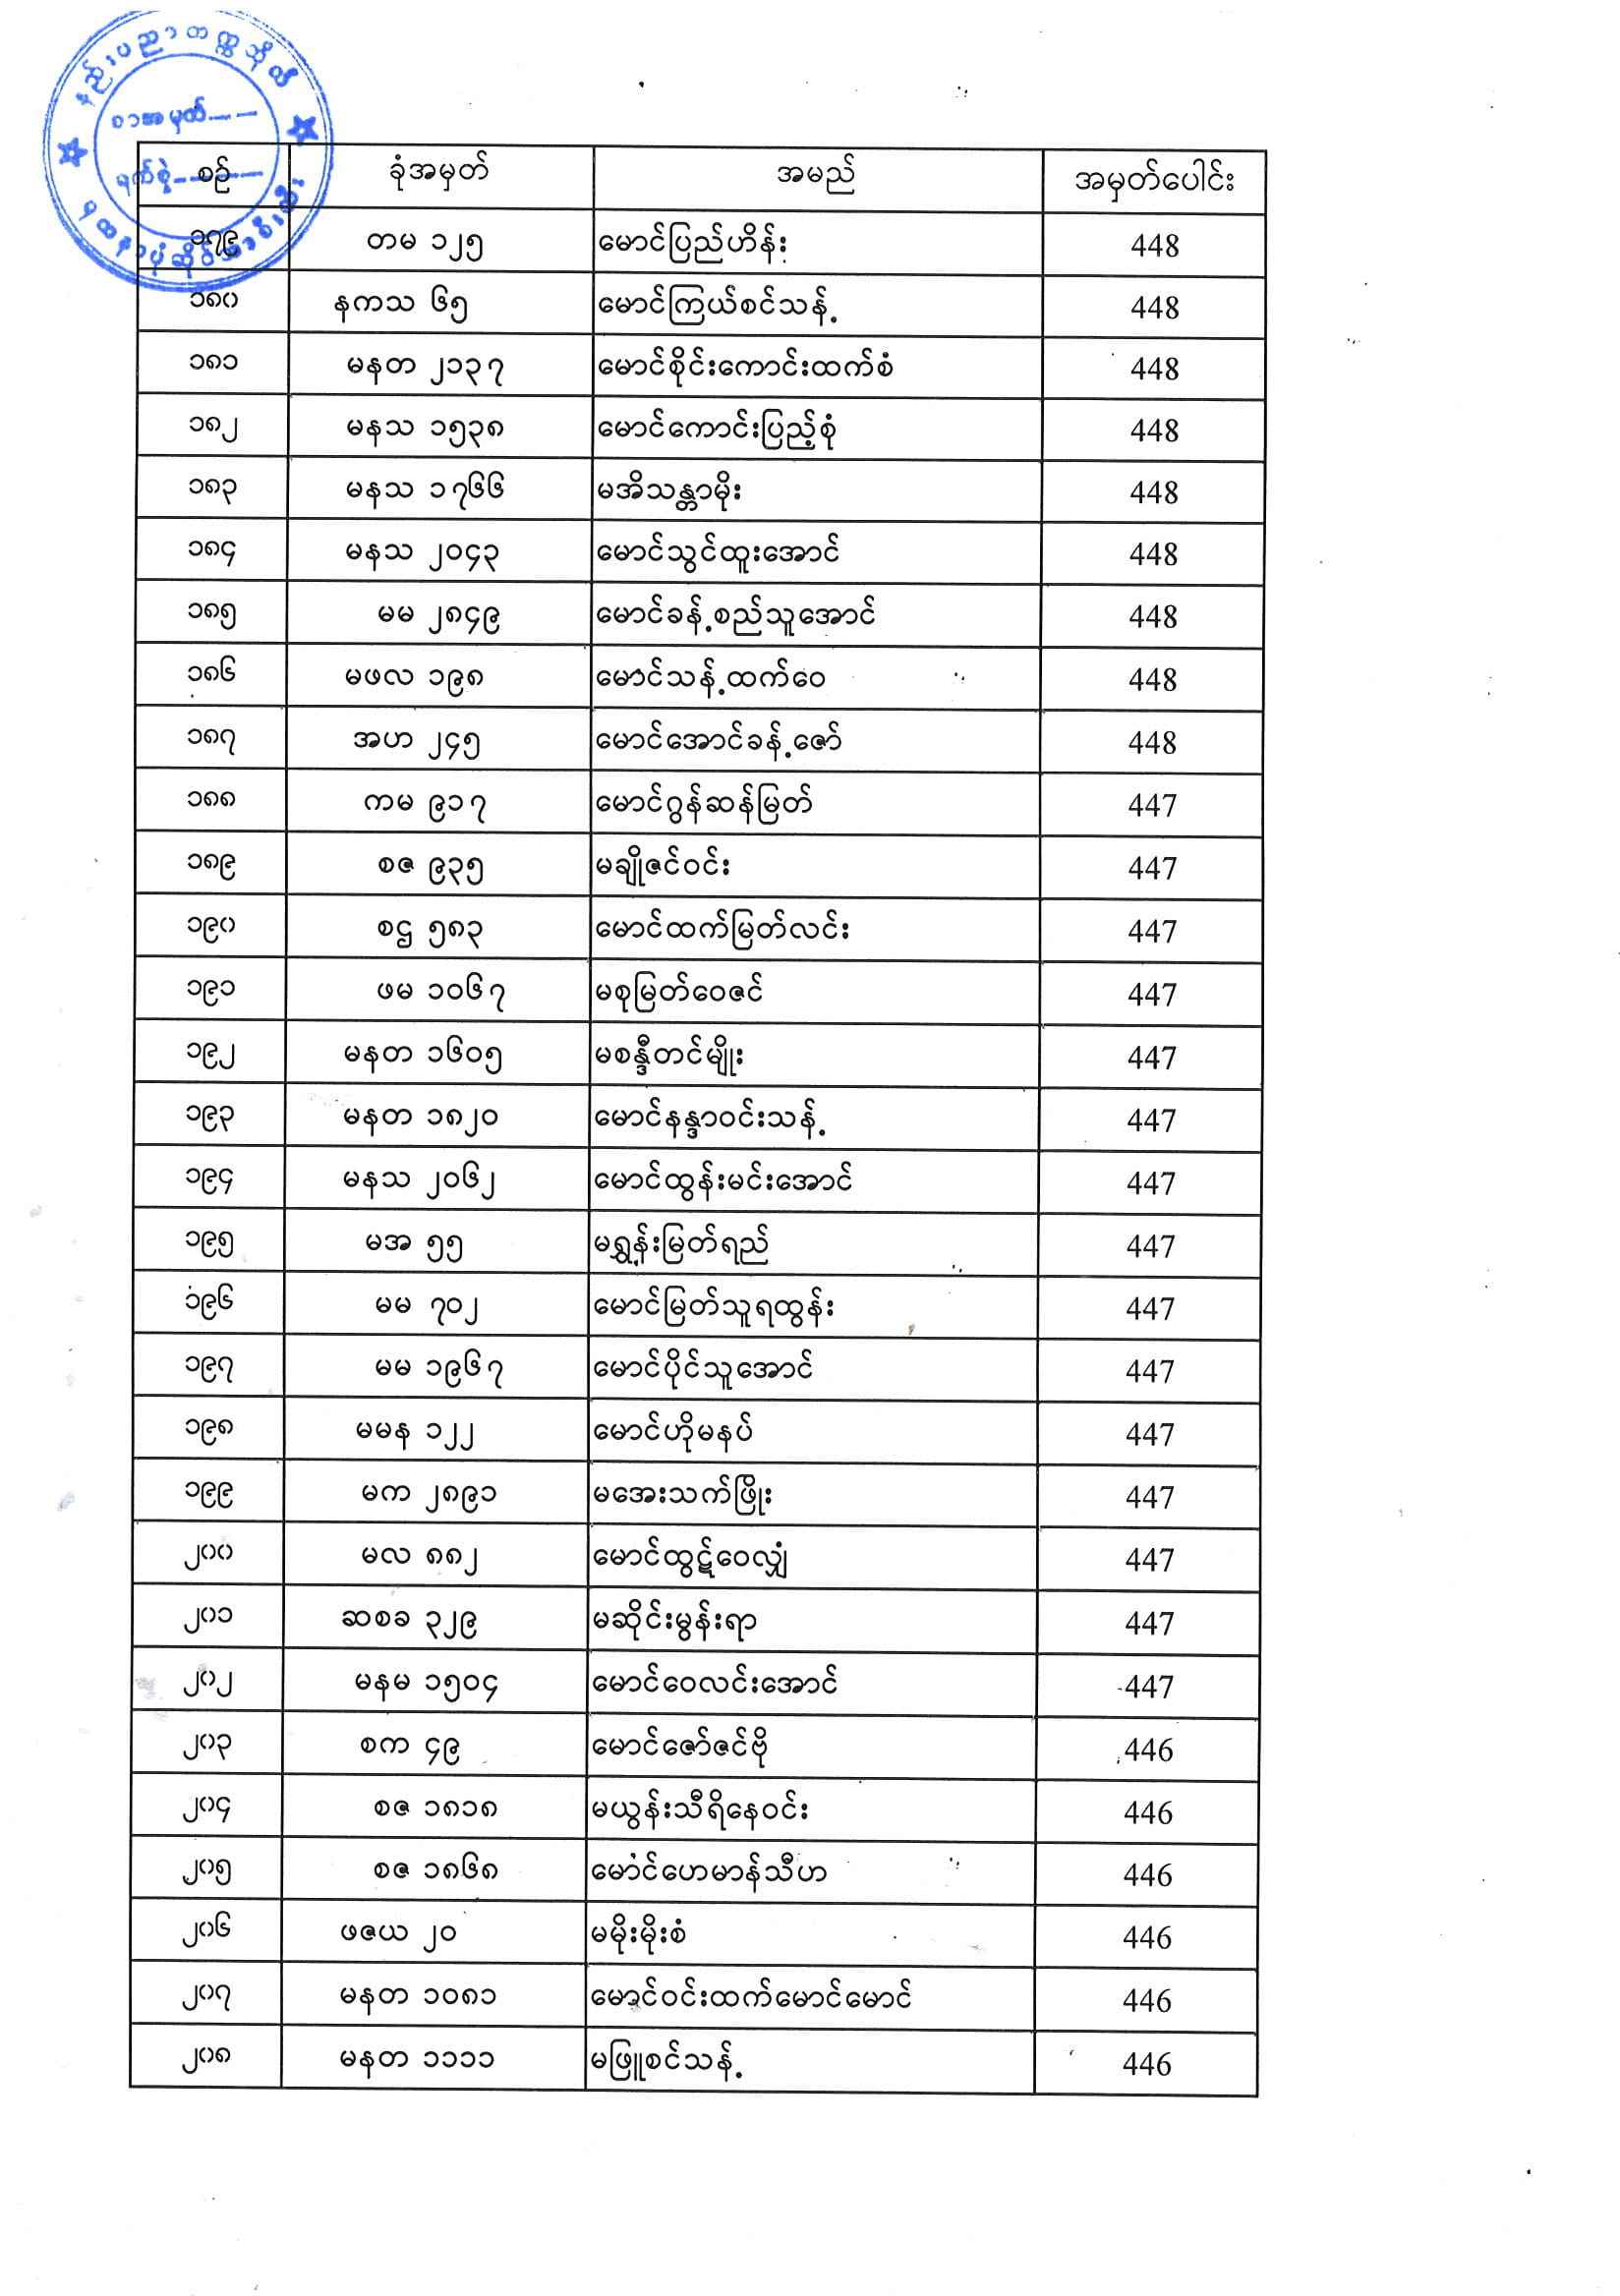 နည်းပညာတက္ကသိုလ်
စာအမှတ်
ရက်စွဲ
စဉ် ခုံအမှတ် အမည် အမှတ်ပေါင်း
၁၇၉ တမ ၁၂၅ မောင်ပြည်ဟိန်း 448
၁၈၀ နကသ ၆၅ မောင်ကြယ်စင်သန့် 448
၁၈၁ မနတ ၂၁၃၇ မောင်စိုင်းကောင်းထက်စံ 448
၁၈၂ မနသ ၁၅၃၈ မောင်ကောင်းပြည့်စုံ 448
၁၈၃ မနသ ၁၇၆၆ မအိသန္တာမိုး 448
၁၈၄ မနသ ၂၀၄၃ မောင်သွင်ထူးအောင် 448
၁၈၅ မမ ၂၈၄၉ မောင်ခန့်စည်သူအောင် 448
၁၈၆ မဖလ ၁၉၈ မောင်သန့်ထက်ဝေ 448
၁၈၇ အဟ ၂၄၅ မောင်အောင်ခန့်ဇော် 448
၁၈၈ ကမ ၉၁၇ မောင်ဂွန်ဆန်မြတ် 447
၁၈၉ စဇ ၉၃၅ မချိုဇင်ဝင်း 447
၁၉၀ စဌ ၅၈၃ မောင်ထက်မြတ်လင်း 447
၁၉၁ ဖမ ၁၀၆၇ မစုမြတ်ဝေဇင် 447
၁၉၂ မနတ ၁၆၀၅ မစန္ဒီတင်မျိုး 447
၁၉၃ မနတ ၁၈၂၀ မောင်နန္ဒာဝင်းသန့် 447
၁၉၄ မနသ ၂၀၆၂ မောင်ထွန်းမင်းအောင် 447
၁၉၅ မအ ၅၅ မရွှန်းမြတ်ရည် 447
၁၉၆ မမ ၇၀၂ မောင်မြတ်သူရထွန်း 447
၁၉၇ မမ ၁၉၆၇ မောင်ပိုင်သူအောင် 447
၁၉၈ မမန ၁၂၂ မောင်ဟိုမနပ် 447
၁၉၉ မက ၂၈၉၁ မအေးသက်ဖြိုး 447
၂၀၀ မလ ၈၈၂ မောင်ထွဋ်ဝေလျှံ 447
၂၀၁ ဆစခ ၃၂၉ မဆိုင်းမွန်းရာ 447
၂၀၂ မနမ ၁၅၀၄ မောင်ဝေလင်းအောင် 447
၂၀၃ စက ၄၉ မောင်ဇော်ဇင်ဗို 446
၂၀၄ စဇ ၁၈၁၈ မယွန်းသီရိနေဝင်း 446
၂၀၅ စဇ ၁၈၆၈ မောင်ဟေမာန်သီဟ 446
၂၀၆ ဖဇယ ၂၀ မမိုးမိုးစံ 446
၂၀၇ မနတ ၁၀၈၁ မောင်ဝင်းထက်မောင်မောင် 446
၂၀၈ မနတ ၁၁၁၁ မဖြူစင်သန့် 446